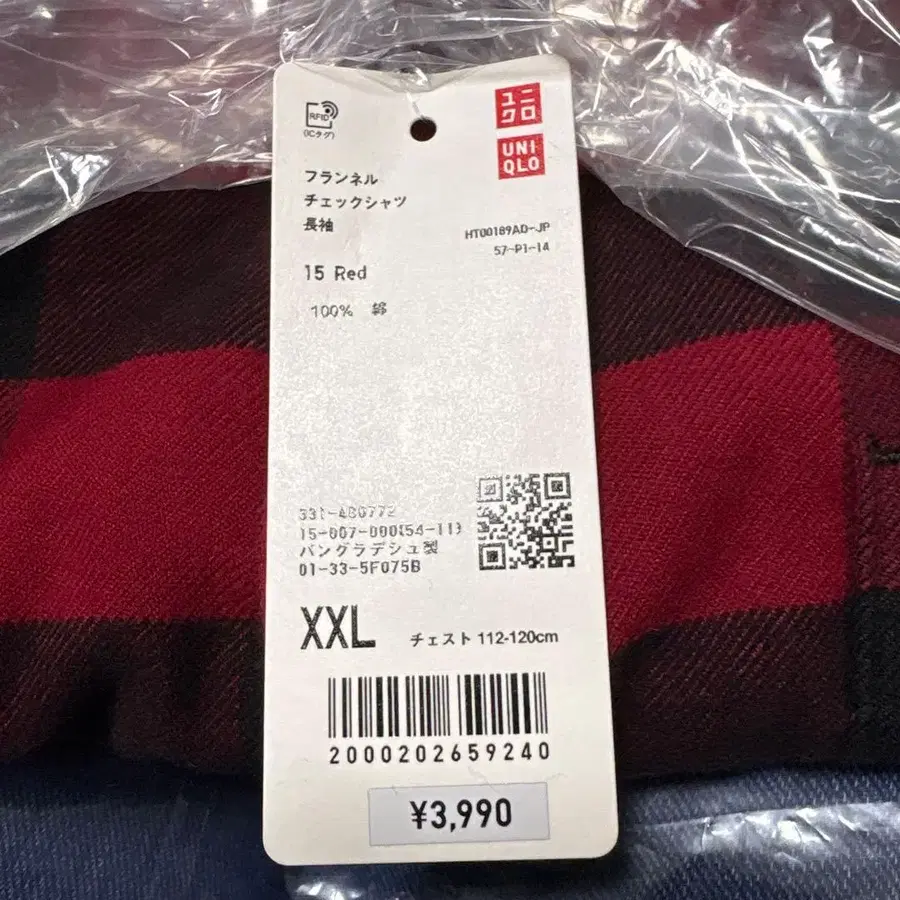 RFID
(ICタグ)
ユニ
クロ
UNI
QLO
フランネル
チェックシャツ
長袖
HT00189AD-JP
57-P1-14
15 Red
100% 綿
331-480772
15-007-000(54-11)
バングラデシュ製
01-33-5F075B
XXL チェスト 112-120cm
2000202659240
¥3,990